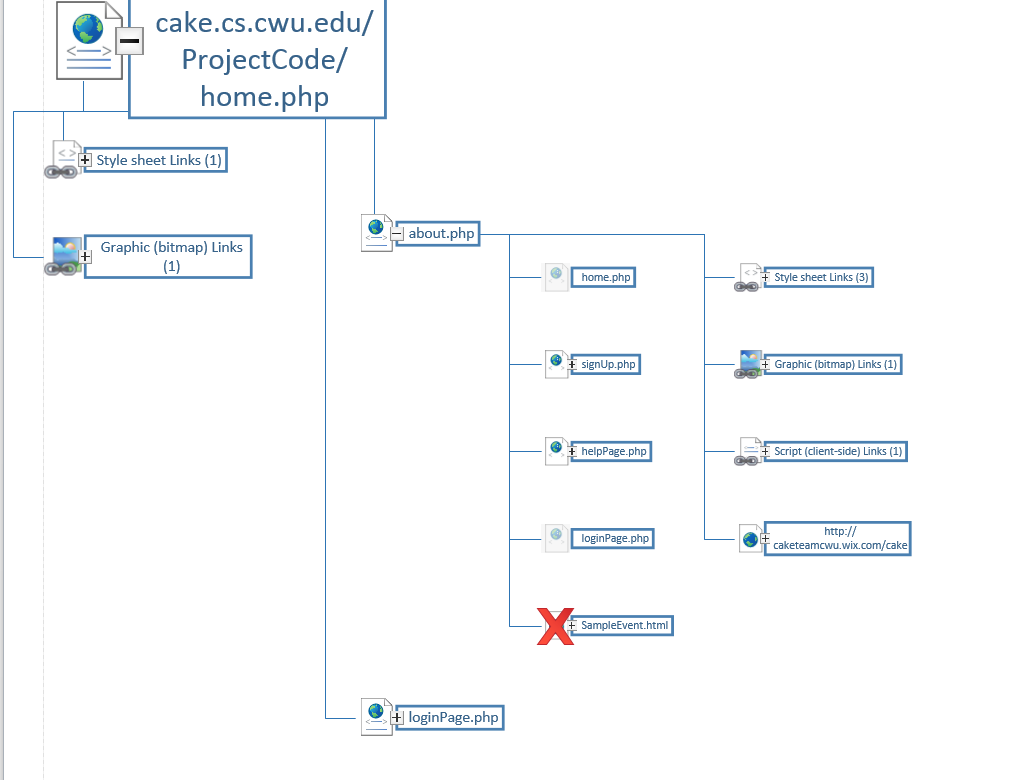 cake.cs.cwu.edu/
ProjectCode/
home.php
Style sheet Links (1)
Graphic (bitmap) Links
(1)
about.php
home.php
Style sheet Links (3)
signUp.php
Graphic (bitmap) Links (1)
helpPage.php
Script (client-side) Links (1)
loginPage.php
http://
caketeamcwu.wix.com/cake
SampleEvent.html
loginPage.php